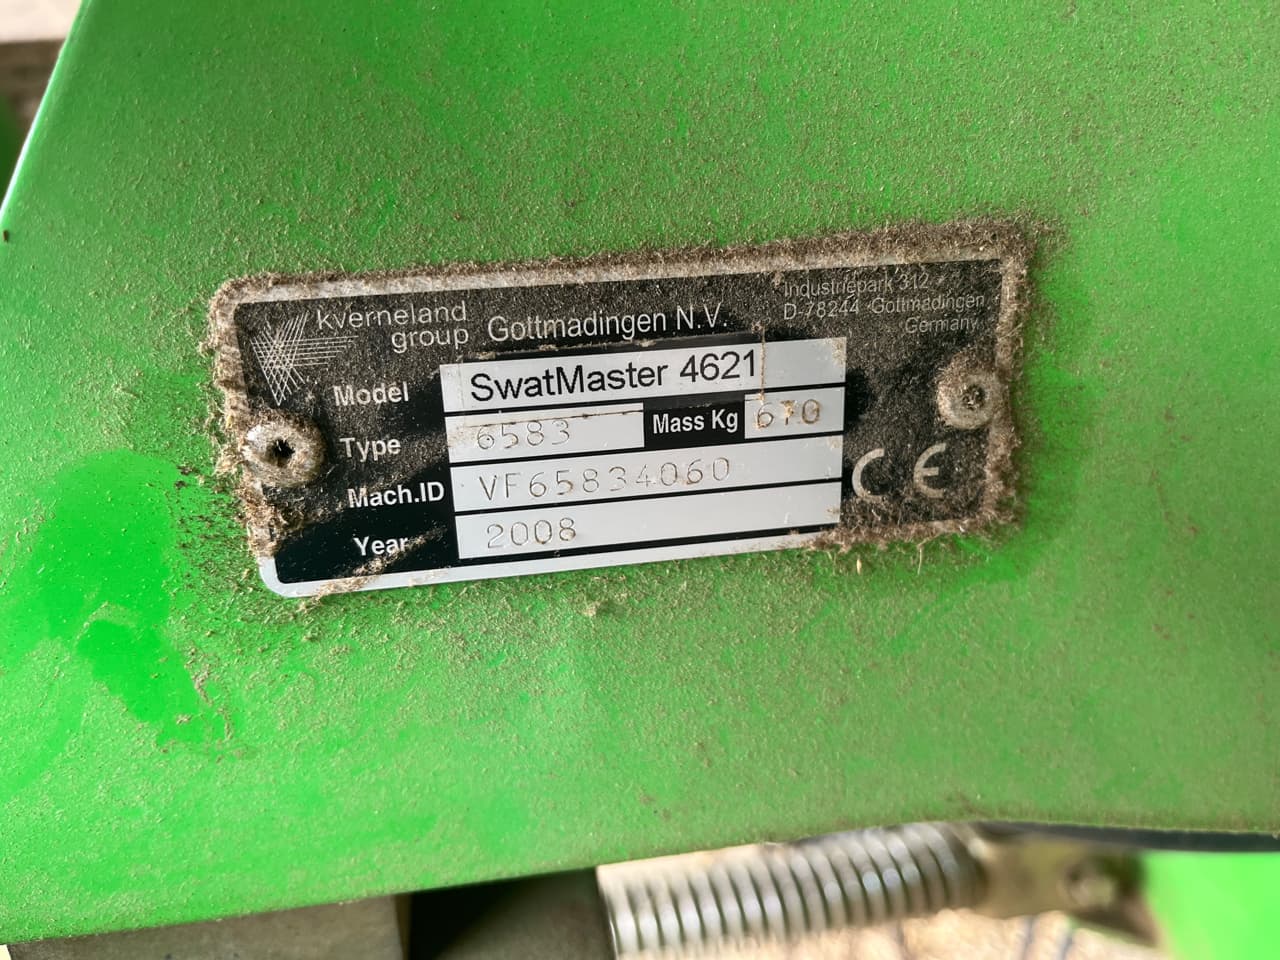 kverneland
group
Gottmadingen N.V.
Industriepark 312
D-78244 Gottmadingen
Germany
Model SwatMaster 4621
Type 6583 Mass Kg 670
Mach.ID VF65834060
Year 2008
CE